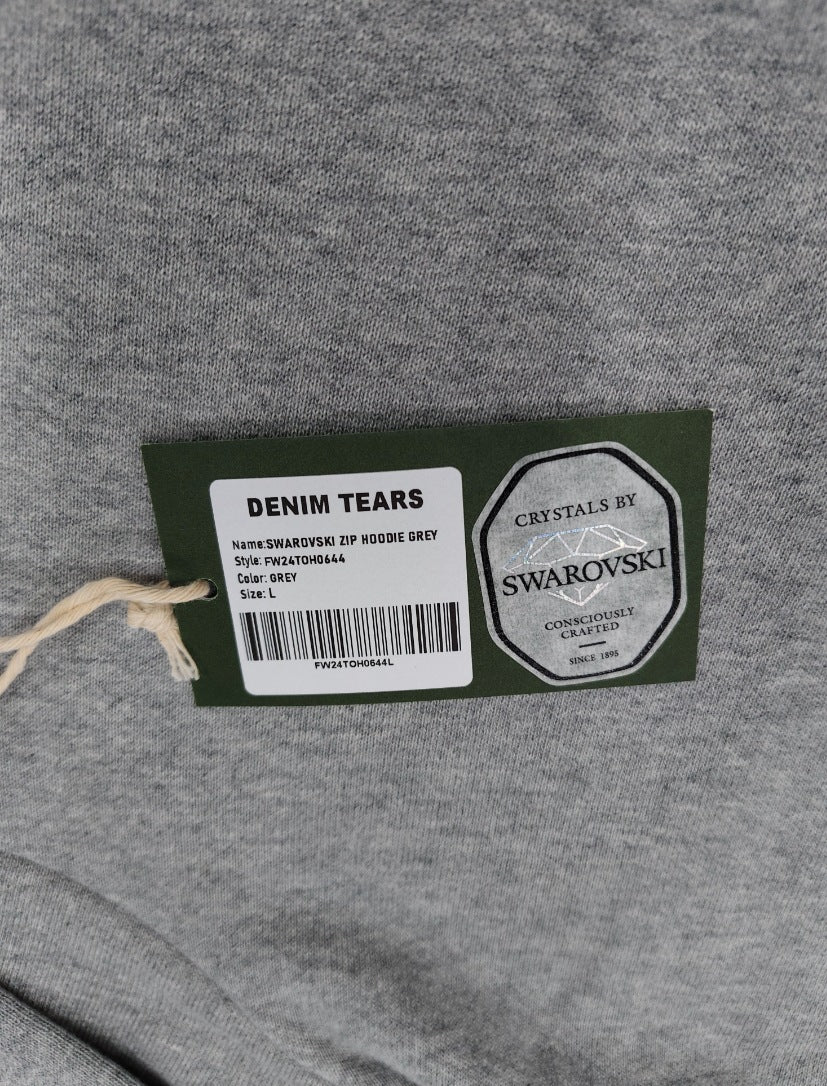 DENIM TEARS
Name:SWAROVSKI ZIP HOODIE GREY
Style: FW24TOH0644
Color: GREY
Size: L
FW24TOH0644L
CRYSTALS BY
SWAROVSKI
CONSCIOUSLY
CRAFTED
SINCE 1895